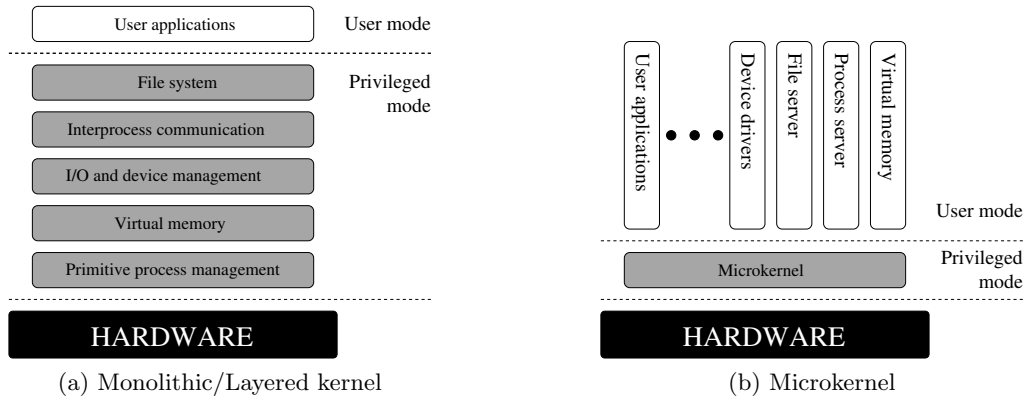 User applications
User mode
File system
Privileged
mode
Interprocess communication
I/O and device management
Virtual memory
Primitive process management
HARDWARE
(a) Monolithic/Layered kernel
User applications
Device drivers
File server
Process server
Virtual memory
User mode
Microkernel
Privileged
mode
HARDWARE
(b) Microkernel